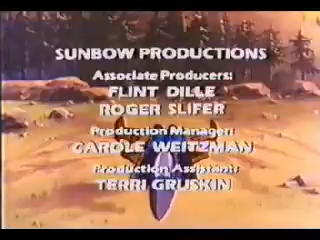 SUNBOW PRODUCTIONS
Associate Producers:
FLINT DILLE
ROGER SLIFER
Production Manager:
CAROLE WEITZMAN
Production Assistant:
TERRI GRUSKIN